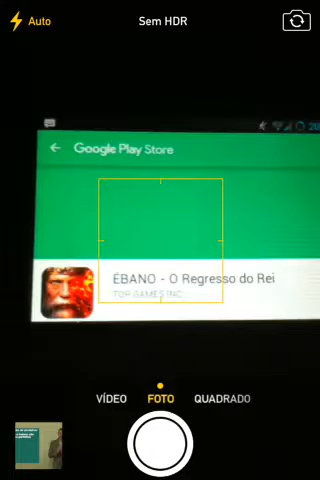 Auto
Sem HDR
Google Play Store
ÉBANO - O Regresso do Rei
TOP GAMES INC.
VÍDEO
FOTO
QUADRADO